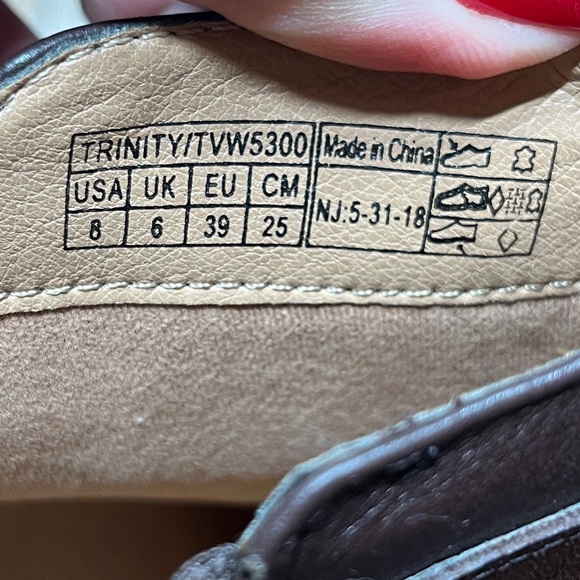 TRINITY/TVW5300 Made in China
USA UK EU CM
8 6 39 25
NJ:5-31-18